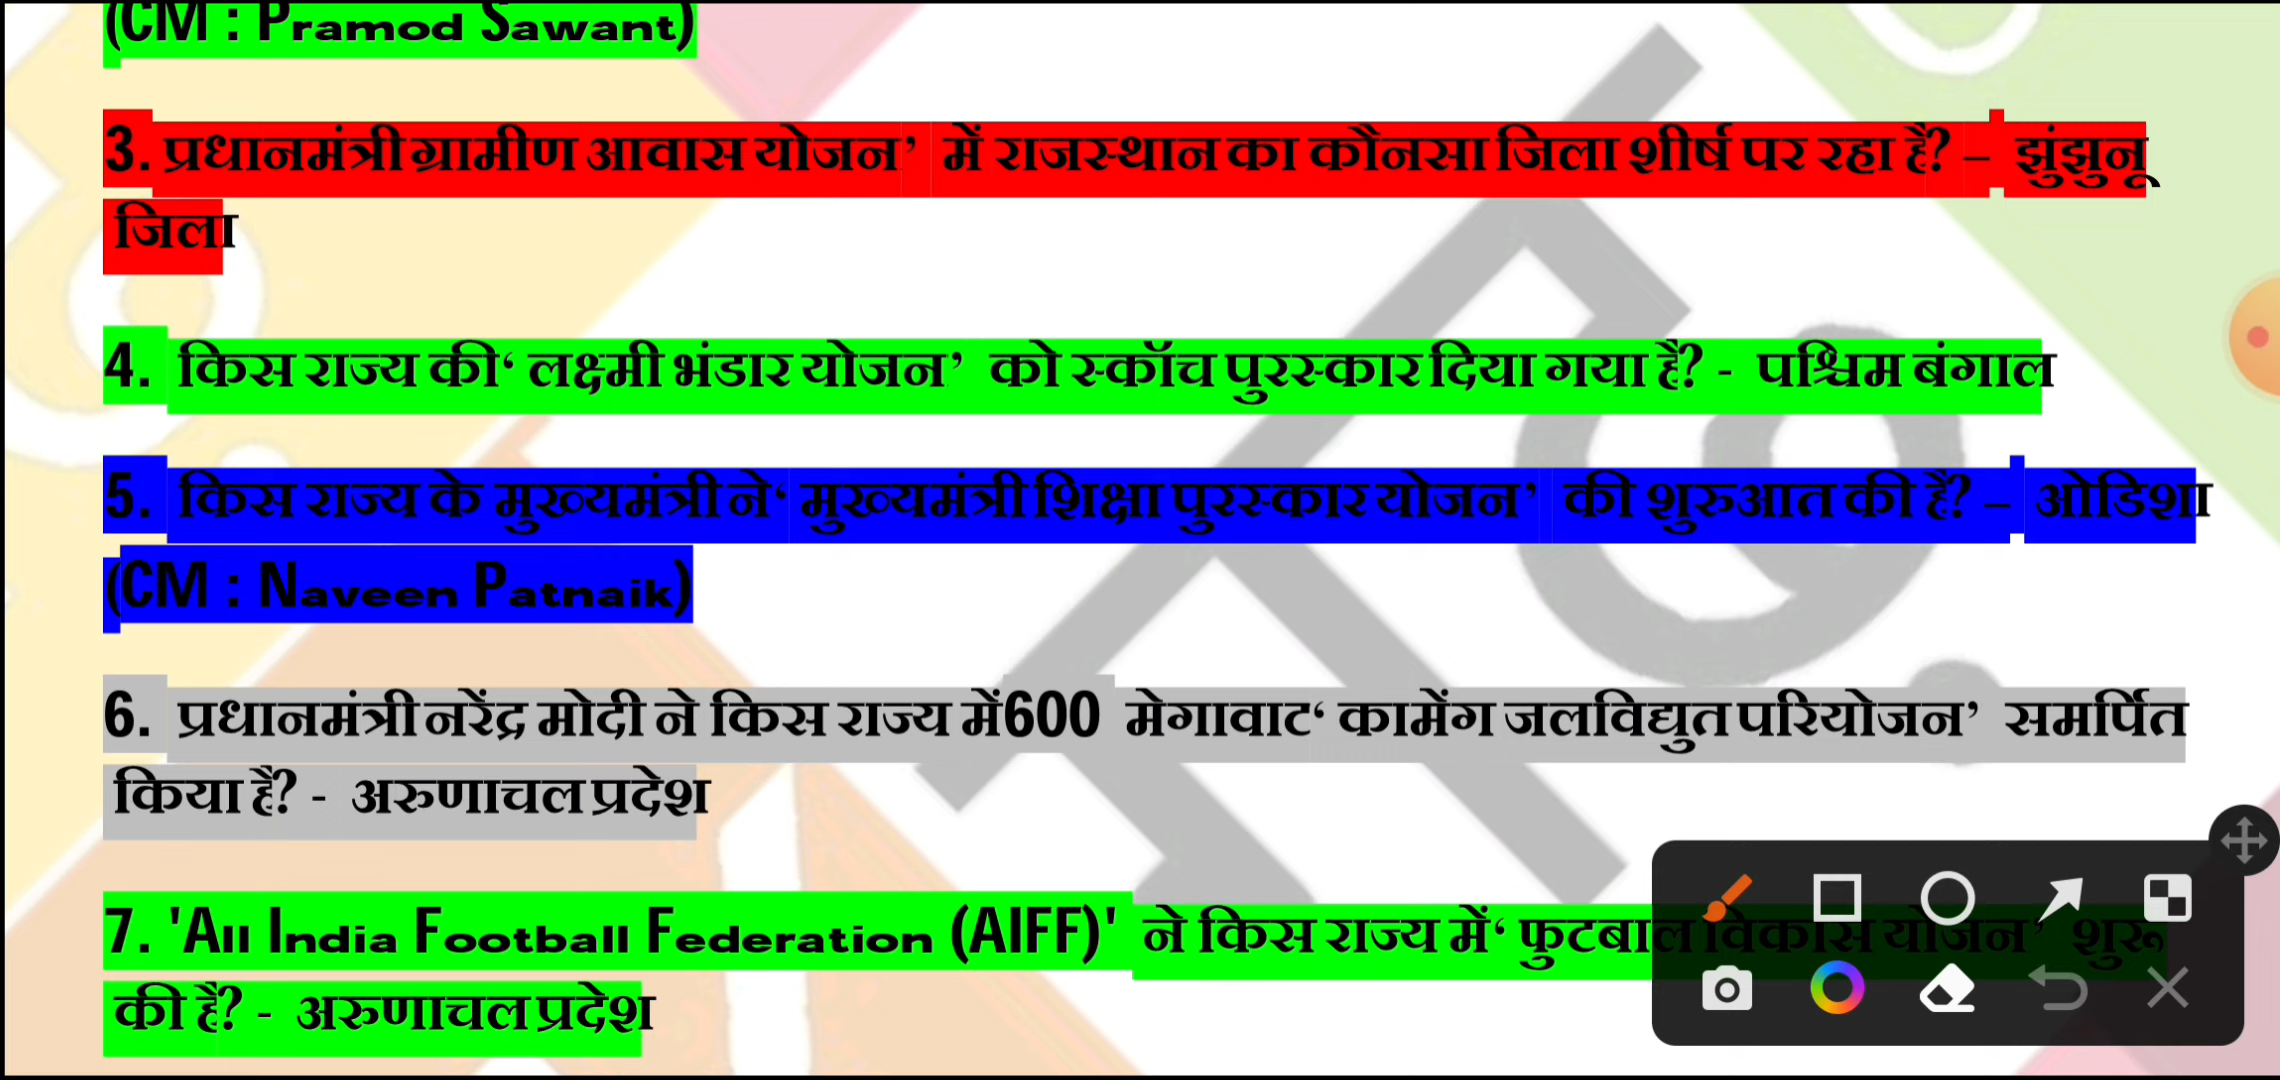 (CM : Pramod Sawant)
3. प्रधानमंत्री ग्रामीण आवास योजन’ में राजस्थान का कौनसा जिला शीर्ष पर रहा है? – झुंझुनू
जिला
4. किस राज्य की‘ लक्ष्मी भंडार योजन’ को स्कॉच पुरस्कार दिया गया है? - पश्चिम बंगाल
5. किस राज्य के मुख्यमंत्री ने‘ मुख्यमंत्री शिक्षा पुरस्कार योजन’ की शुरुआत की है? – ओडिशा
(CM : Naveen Patnaik)
6. प्रधानमंत्री नरेंद्र मोदी ने किस राज्य में600 मेगावाट‘ कामेंग जलविद्युत परियोजन’ समर्पित
किया है? - अरुणाचल प्रदेश
7. 'All India Football Federation (AIFF)' ने किस राज्य में‘ फुटबाल विकास योजन’ शुरू
की है? - अरुणाचल प्रदेश